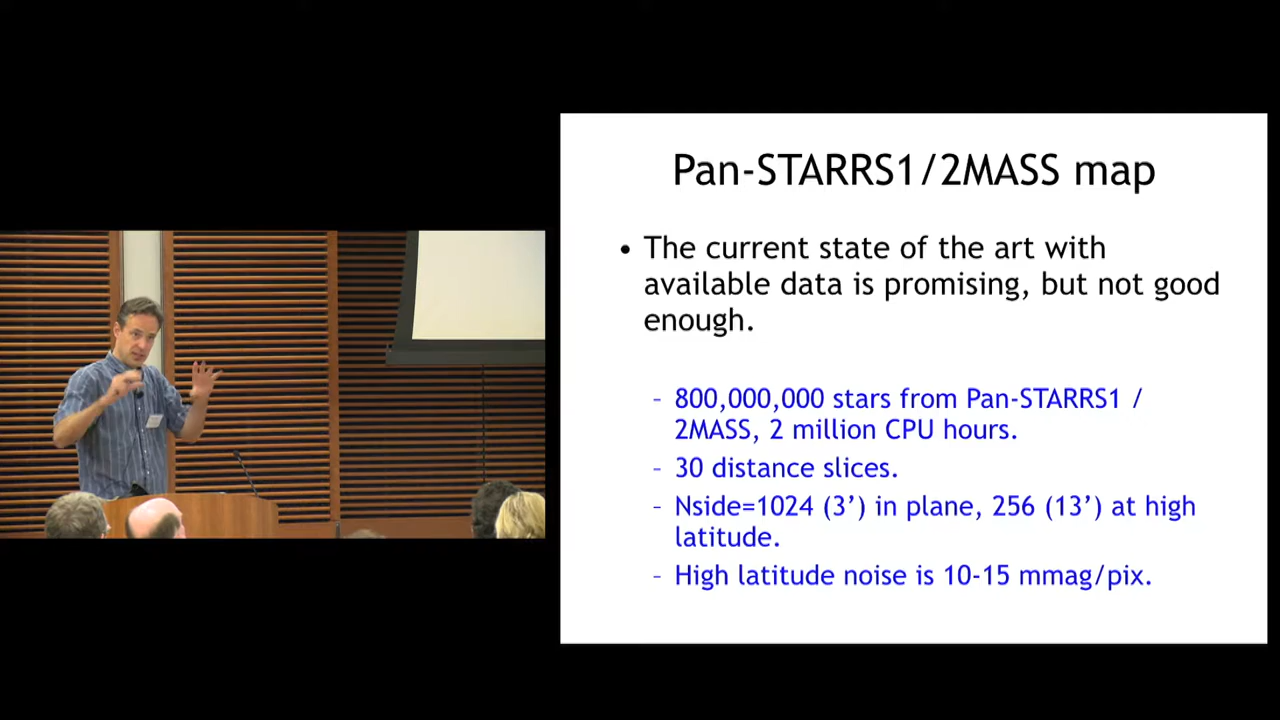 Pan-STARRS1/2MASS map
• The current state of the art with
available data is promising, but not good
enough.
– 800,000,000 stars from Pan-STARRS1 /
2MASS, 2 million CPU hours.
– 30 distance slices.
– Nside=1024 (3’) in plane, 256 (13’) at high
latitude.
– High latitude noise is 10-15 mmag/pix.